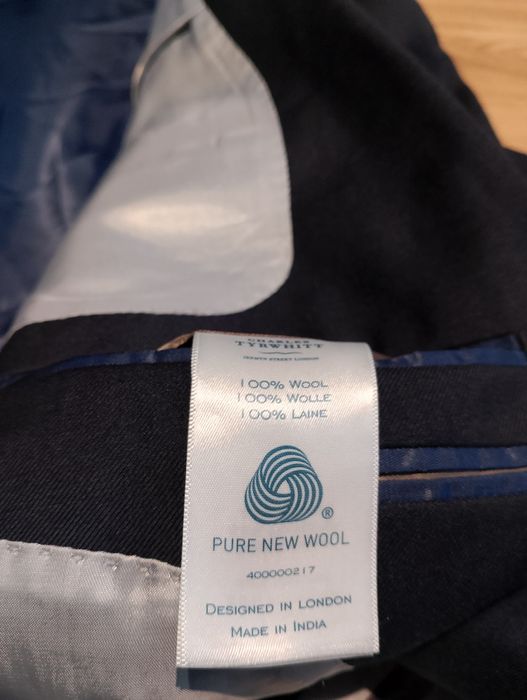 CHARLES
TYRWHITT
JERMYN STREET LONDON
100% WOOL
100% WOLLE
100% LAINE
®
PURE NEW WOOL
400000217
DESIGNED IN LONDON
MADE IN INDIA